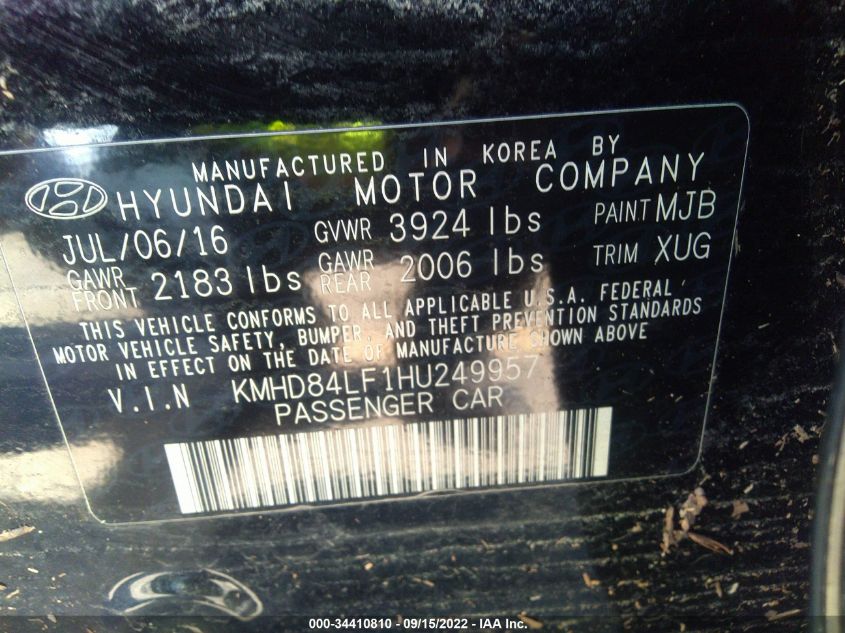 MANUFACTURED IN KOREA BY
HYUNDAI MOTOR COMPANY
JUL/06/16 GVWR 3924 lbs PAINT MJB
GAWR FRONT 2183 lbs GAWR REAR 2006 lbs TRIM XUG
THIS VEHICLE CONFORMS TO ALL APPLICABLE U.S.A. FEDERAL
MOTOR VEHICLE SAFETY, BUMPER, AND THEFT PREVENTION STANDARDS
IN EFFECT ON THE DATE OF MANUFACTURE SHOWN ABOVE
V.I.N KMHD84LF1HU249957
PASSENGER CAR
000-34410810 - 09/15/2022 - IAA Inc.